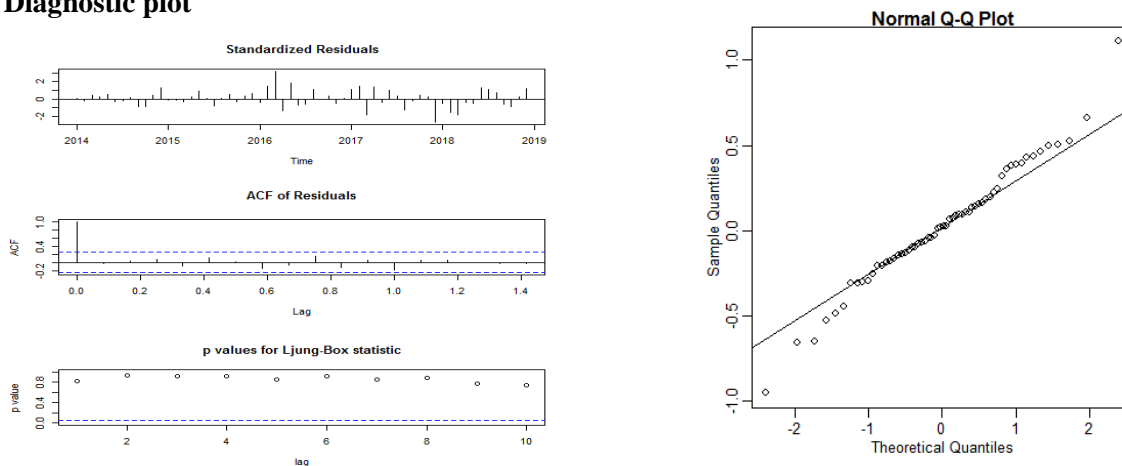 Diagnostic plot
Standardized Residuals
2
0
-2
2014 2015 2016 2017 2018 2019
Time
ACF of Residuals
ACF
1.0
0.4
-0.2
0.0 0.2 0.4 0.6 0.8 1.0 1.2 1.4
Lag
p values for Ljung-Box statistic
p value
0.8
0.4
0.0
2 4 6 8 10
lag
Normal Q-Q Plot
Sample Quantiles
1.0
0.5
0.0
-0.5
-1.0
-2 -1 0 1 2
Theoretical Quantiles